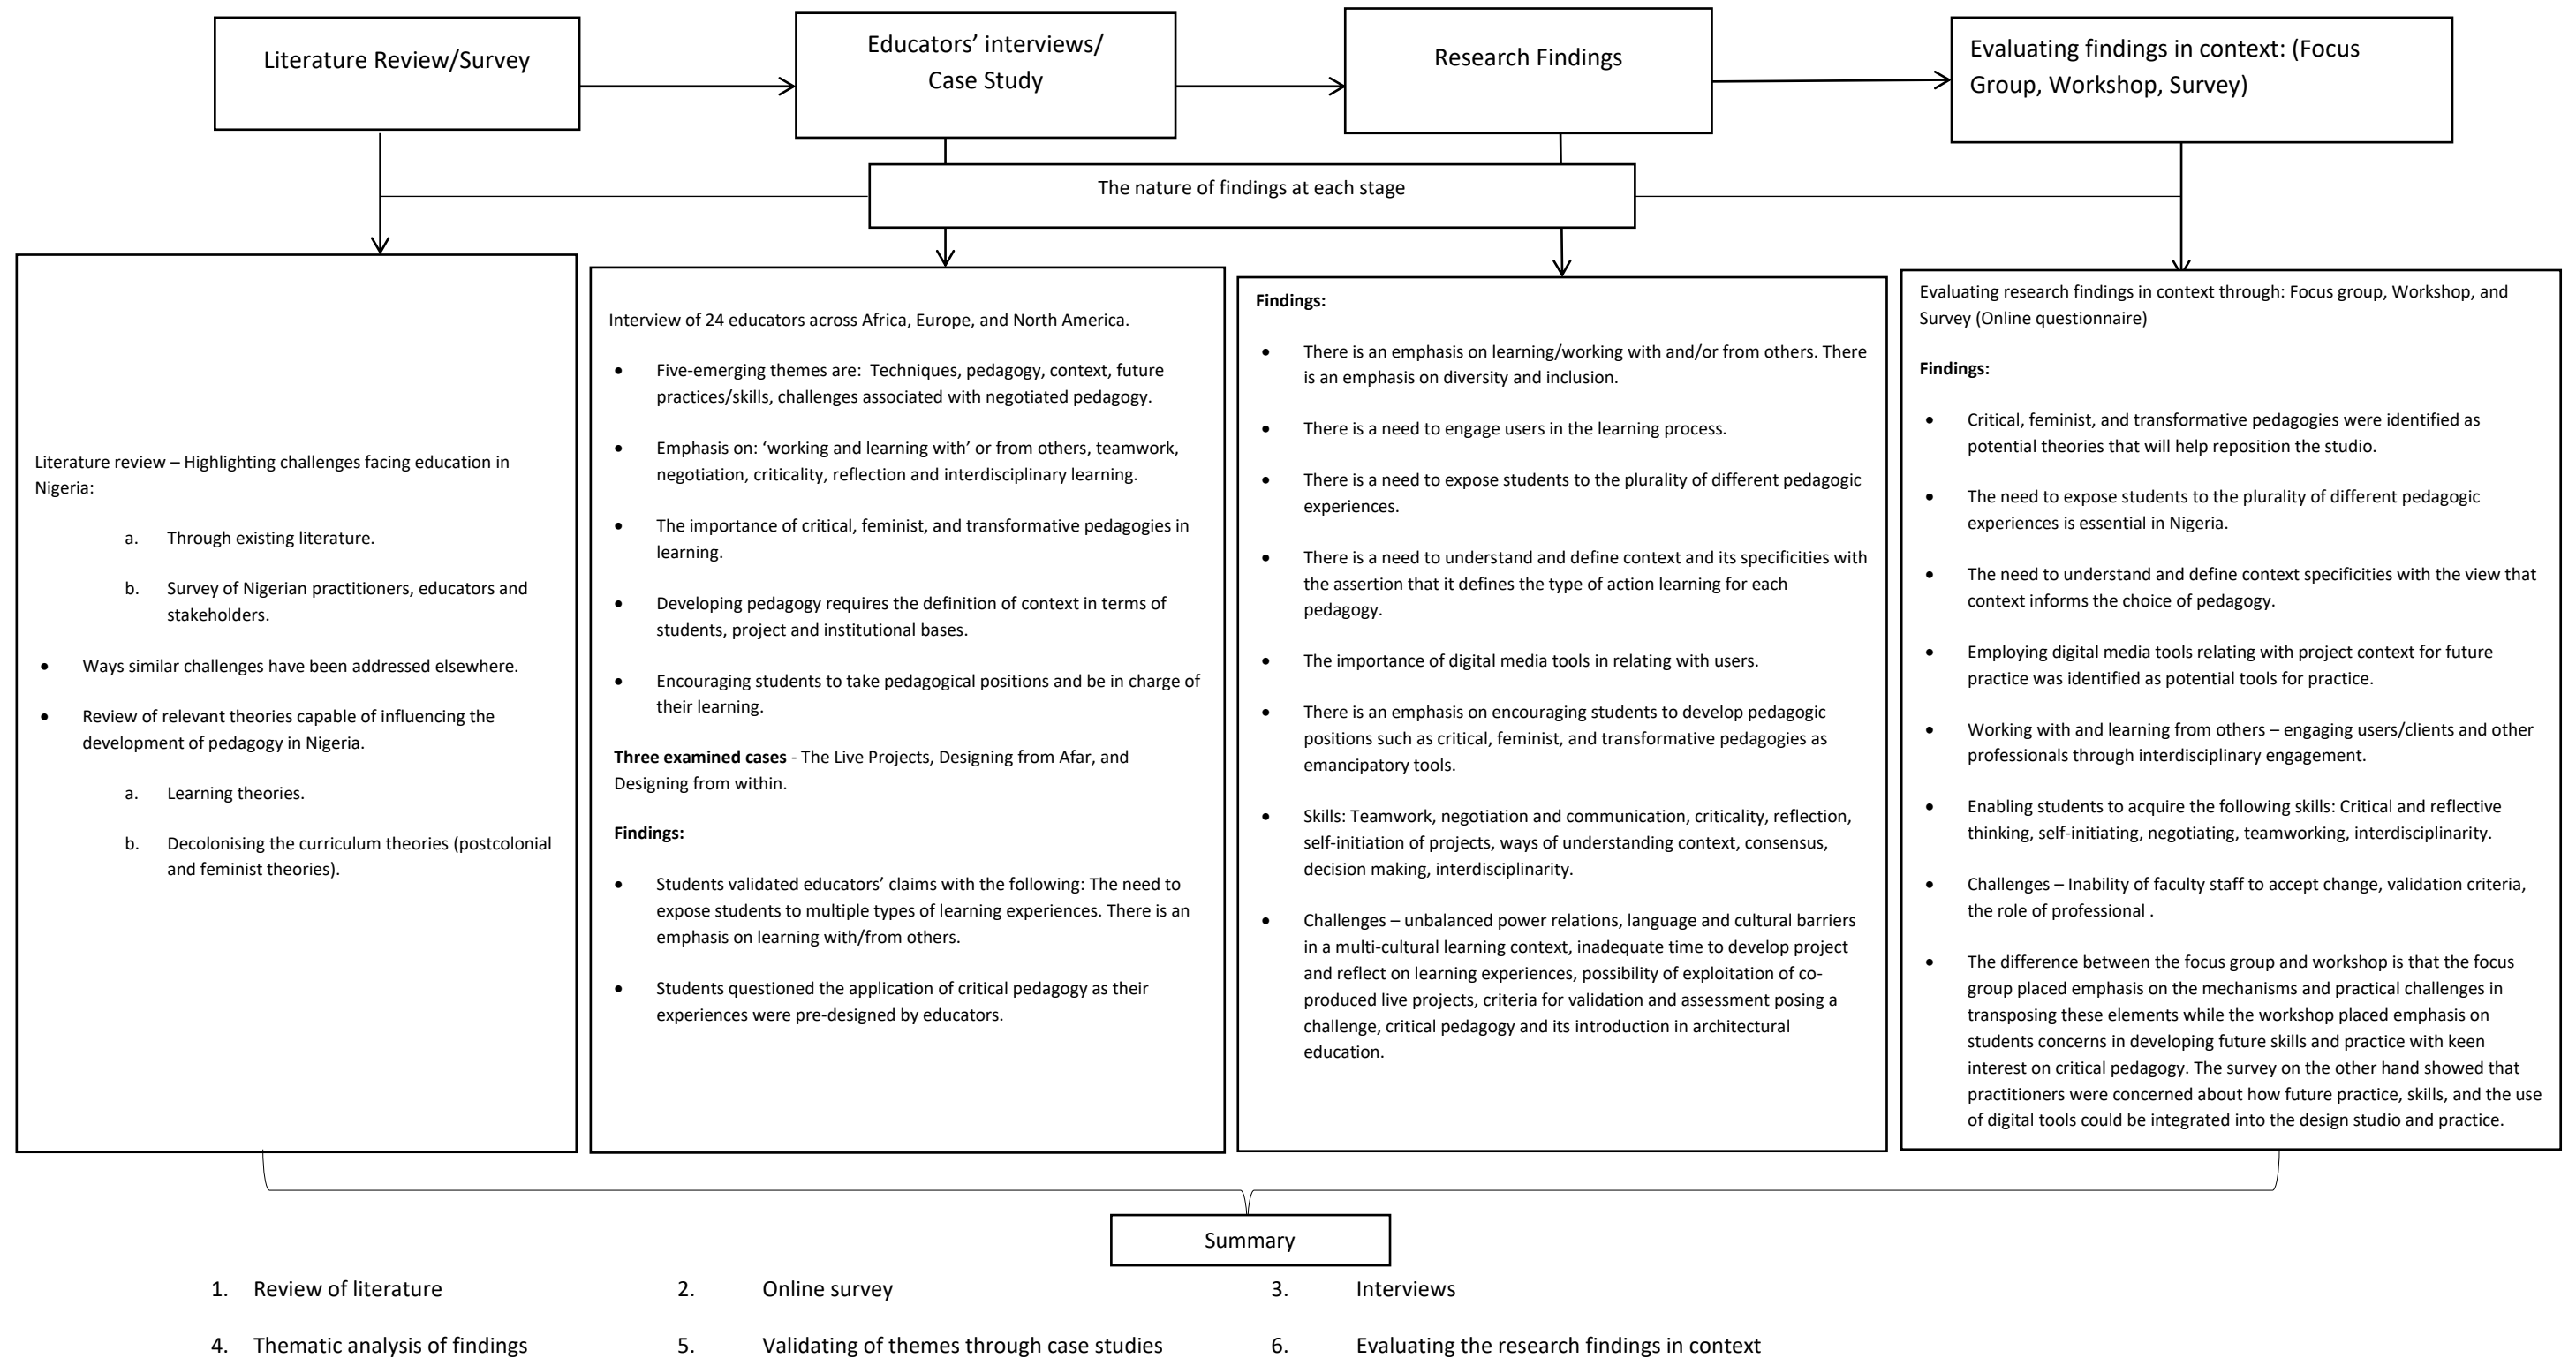 Literature Review/Survey
Educators’ interviews/
Case Study
Research Findings
Evaluating findings in context: (Focus
Group, Workshop, Survey)
The nature of findings at each stage
Literature review – Highlighting challenges facing education in
Nigeria:
a. Through existing literature.
b. Survey of Nigerian practitioners, educators and
stakeholders.
• Ways similar challenges have been addressed elsewhere.
• Review of relevant theories capable of influencing the
development of pedagogy in Nigeria.
a. Learning theories.
b. Decolonising the curriculum theories (postcolonial
and feminist theories).
Interview of 24 educators across Africa, Europe, and North America.
• Five-emerging themes are: Techniques, pedagogy, context, future
practices/skills, challenges associated with negotiated pedagogy.
• Emphasis on: ‘working and learning with’ or from others, teamwork,
negotiation, criticality, reflection and interdisciplinary learning.
• The importance of critical, feminist, and transformative pedagogies in
learning.
• Developing pedagogy requires the definition of context in terms of
students, project and institutional bases.
• Encouraging students to take pedagogical positions and be in charge of
their learning.
Three examined cases - The Live Projects, Designing from Afar, and
Designing from within.
Findings:
• Students validated educators’ claims with the following: The need to
expose students to multiple types of learning experiences. There is an
emphasis on learning with/from others.
• Students questioned the application of critical pedagogy as their
experiences were pre-designed by educators.
Findings:
• There is an emphasis on learning/working with and/or from others. There
is an emphasis on diversity and inclusion.
• There is a need to engage users in the learning process.
• There is a need to expose students to the plurality of different pedagogic
experiences.
• There is a need to understand and define context and its specificities with
the assertion that it defines the type of action learning for each
pedagogy.
• The importance of digital media tools in relating with users.
• There is an emphasis on encouraging students to develop pedagogic
positions such as critical, feminist, and transformative pedagogies as
emancipatory tools.
• Skills: Teamwork, negotiation and communication, criticality, reflection,
self-initiation of projects, ways of understanding context, consensus,
decision making, interdisciplinarity.
• Challenges – unbalanced power relations, language and cultural barriers
in a multi-cultural learning context, inadequate time to develop project
and reflect on learning experiences, possibility of exploitation of co-
produced live projects, criteria for validation and assessment posing a
challenge, critical pedagogy and its introduction in architectural
education.
Evaluating research findings in context through: Focus group, Workshop, and
Survey (Online questionnaire)
Findings:
• Critical, feminist, and transformative pedagogies were identified as
potential theories that will help reposition the studio.
• The need to expose students to the plurality of different pedagogic
experiences is essential in Nigeria.
• The need to understand and define context specificities with the view that
context informs the choice of pedagogy.
• Employing digital media tools relating with project context for future
practice was identified as potential tools for practice.
• Working with and learning from others – engaging users/clients and other
professionals through interdisciplinary engagement.
• Enabling students to acquire the following skills: Critical and reflective
thinking, self-initiating, negotiating, teamworking, interdisciplinarity.
• Challenges – Inability of faculty staff to accept change, validation criteria,
the role of professional .
• The difference between the focus group and workshop is that the focus
group placed emphasis on the mechanisms and practical challenges in
transposing these elements while the workshop placed emphasis on
students concerns in developing future skills and practice with keen
interest on critical pedagogy. The survey on the other hand showed that
practitioners were concerned about how future practice, skills, and the use
of digital tools could be integrated into the design studio and practice.
Summary
1. Review of literature 2. Online survey 3. Interviews
4. Thematic analysis of findings 5. Validating of themes through case studies 6. Evaluating the research findings in context